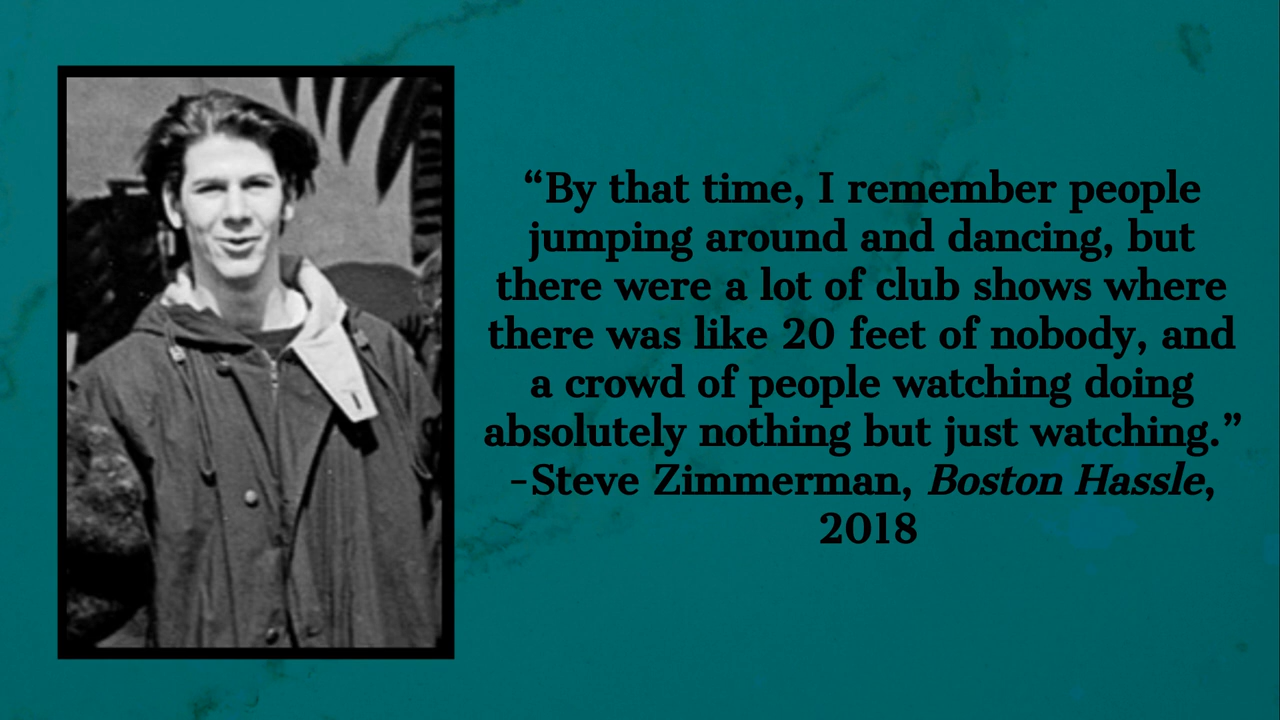 “By that time, I remember people
jumping around and dancing, but
there were a lot of club shows where
there was like 20 feet of nobody, and
a crowd of people watching doing
absolutely nothing but just watching.”
-Steve Zimmerman, Boston Hassle,
2018